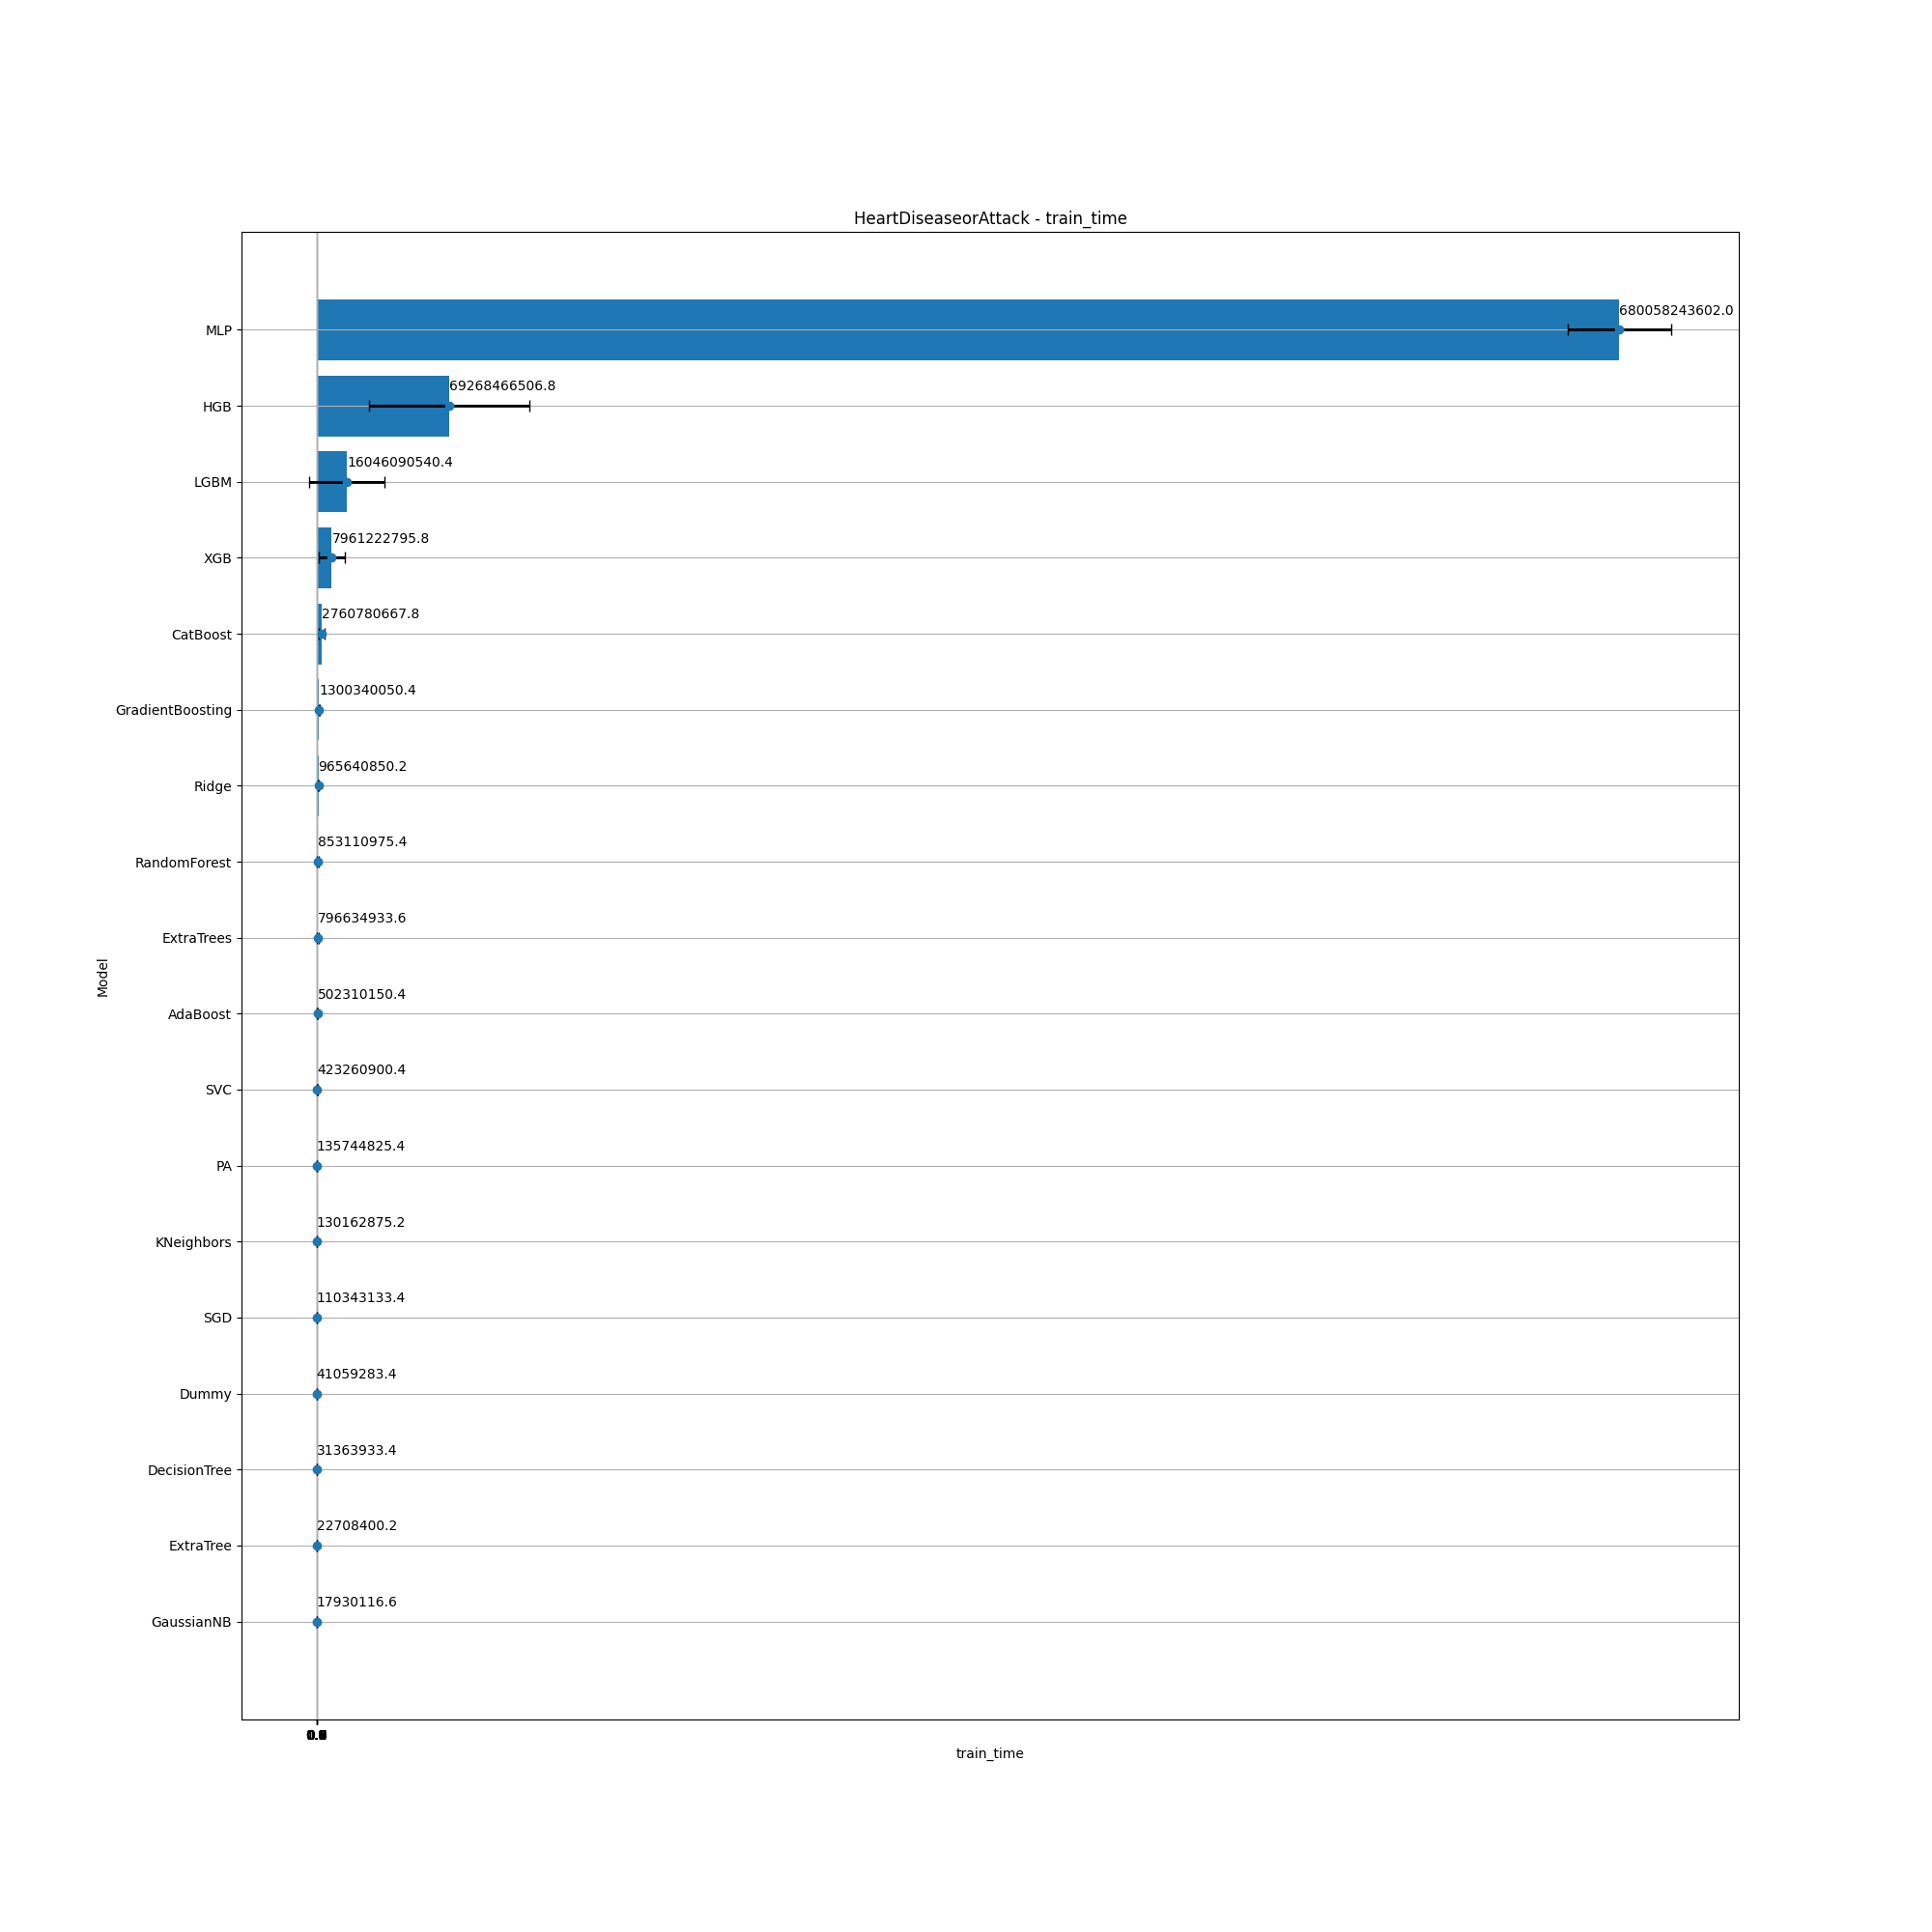 HeartDiseaseorAttack - train_time
MLP
680058243602.0
HGB
69268466506.8
LGBM
16046090540.4
XGB
7961222795.8
CatBoost
2760780667.8
GradientBoosting
1300340050.4
Ridge
965640850.2
RandomForest
853110975.4
ExtraTrees
796634933.6
Model
AdaBoost
502310150.4
SVC
423260900.4
PA
135744825.4
KNeighbors
130162875.2
SGD
110343133.4
Dummy
41059283.4
DecisionTree
31363933.4
ExtraTree
22708400.2
GaussianNB
17930116.6
train_time